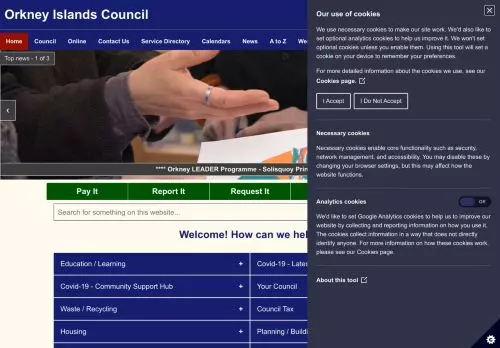 Orkney Islands Council
Home Council Online Contact Us Service Directory Calendars News A to Z We
Top news - 1 of 3
**** Orkney LEADER Programme - Solisquoy Prin
Pay It Report It Request It
Search for something on this website...
Welcome! How can we hel
Education / Learning +
Covid-19 - Lates
Covid-19 - Community Support Hub +
Your Council
Waste / Recycling +
Council Tax
Housing +
Planning / Buildi
Our use of cookies
We use necessary cookies to make our site work. We'd also like to
set optional analytics cookies to help us improve it. We won't set
optional cookies unless you enable them. Using this tool will set a
cookie on your device to remember your preferences.
For more detailed information about the cookies we use, see our
Cookies page.
I Accept I Do Not Accept
Necessary cookies
Necessary cookies enable core functionality such as security,
network management, and accessibility. You may disable these by
changing your browser settings, but this may affect how the
website functions.
Analytics cookies Off
We'd like to set Google Analytics cookies to help us to improve our
website by collecting and reporting information on how you use it.
The cookies collect information in a way that does not directly
identify anyone. For more information on how these cookies work,
please see our Cookies page.
About this tool